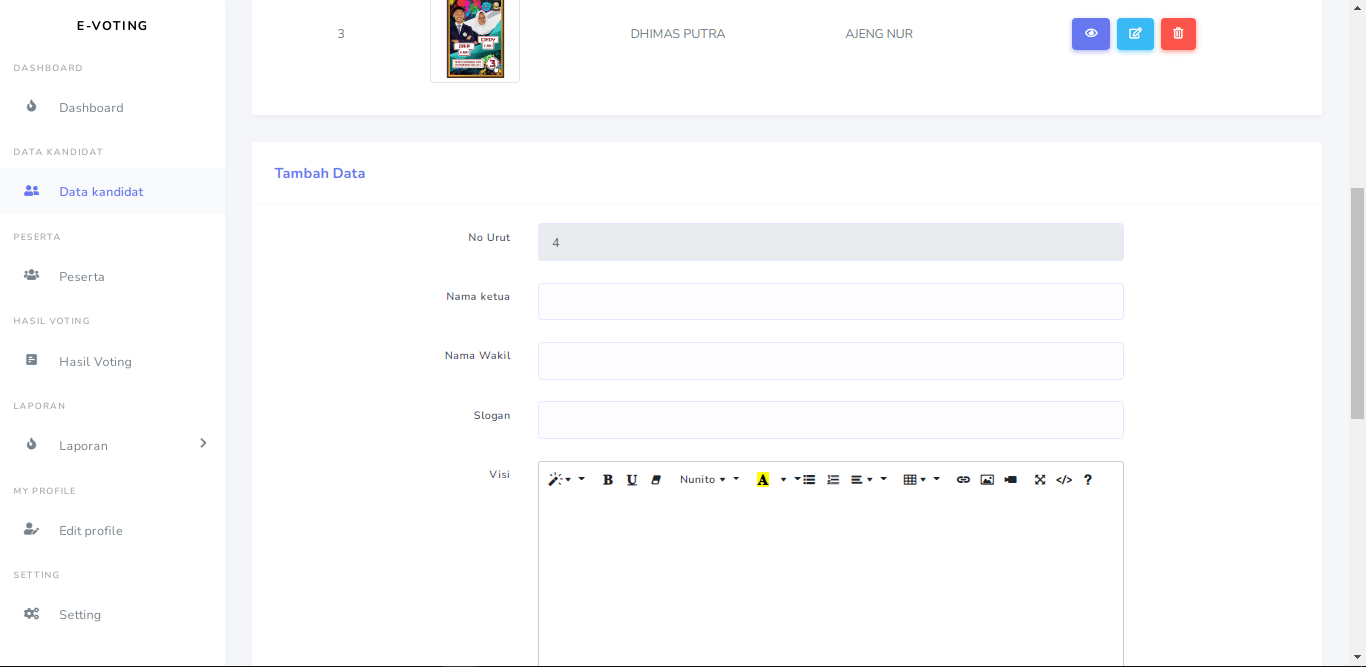 E-VOTING
DASHBOARD
Dashboard
DATA KANDIDAT
Data kandidat
PESERTA
Peserta
HASIL VOTING
Hasil Voting
LAPORAN
Laporan
MY PROFILE
Edit profile
SETTING
Setting
3 DHIMAS PUTRA AJENG NUR
3
Tambah Data
No Urut 4
Nama ketua
Nama Wakil
Slogan
Visi
B U Nunito A </> ?